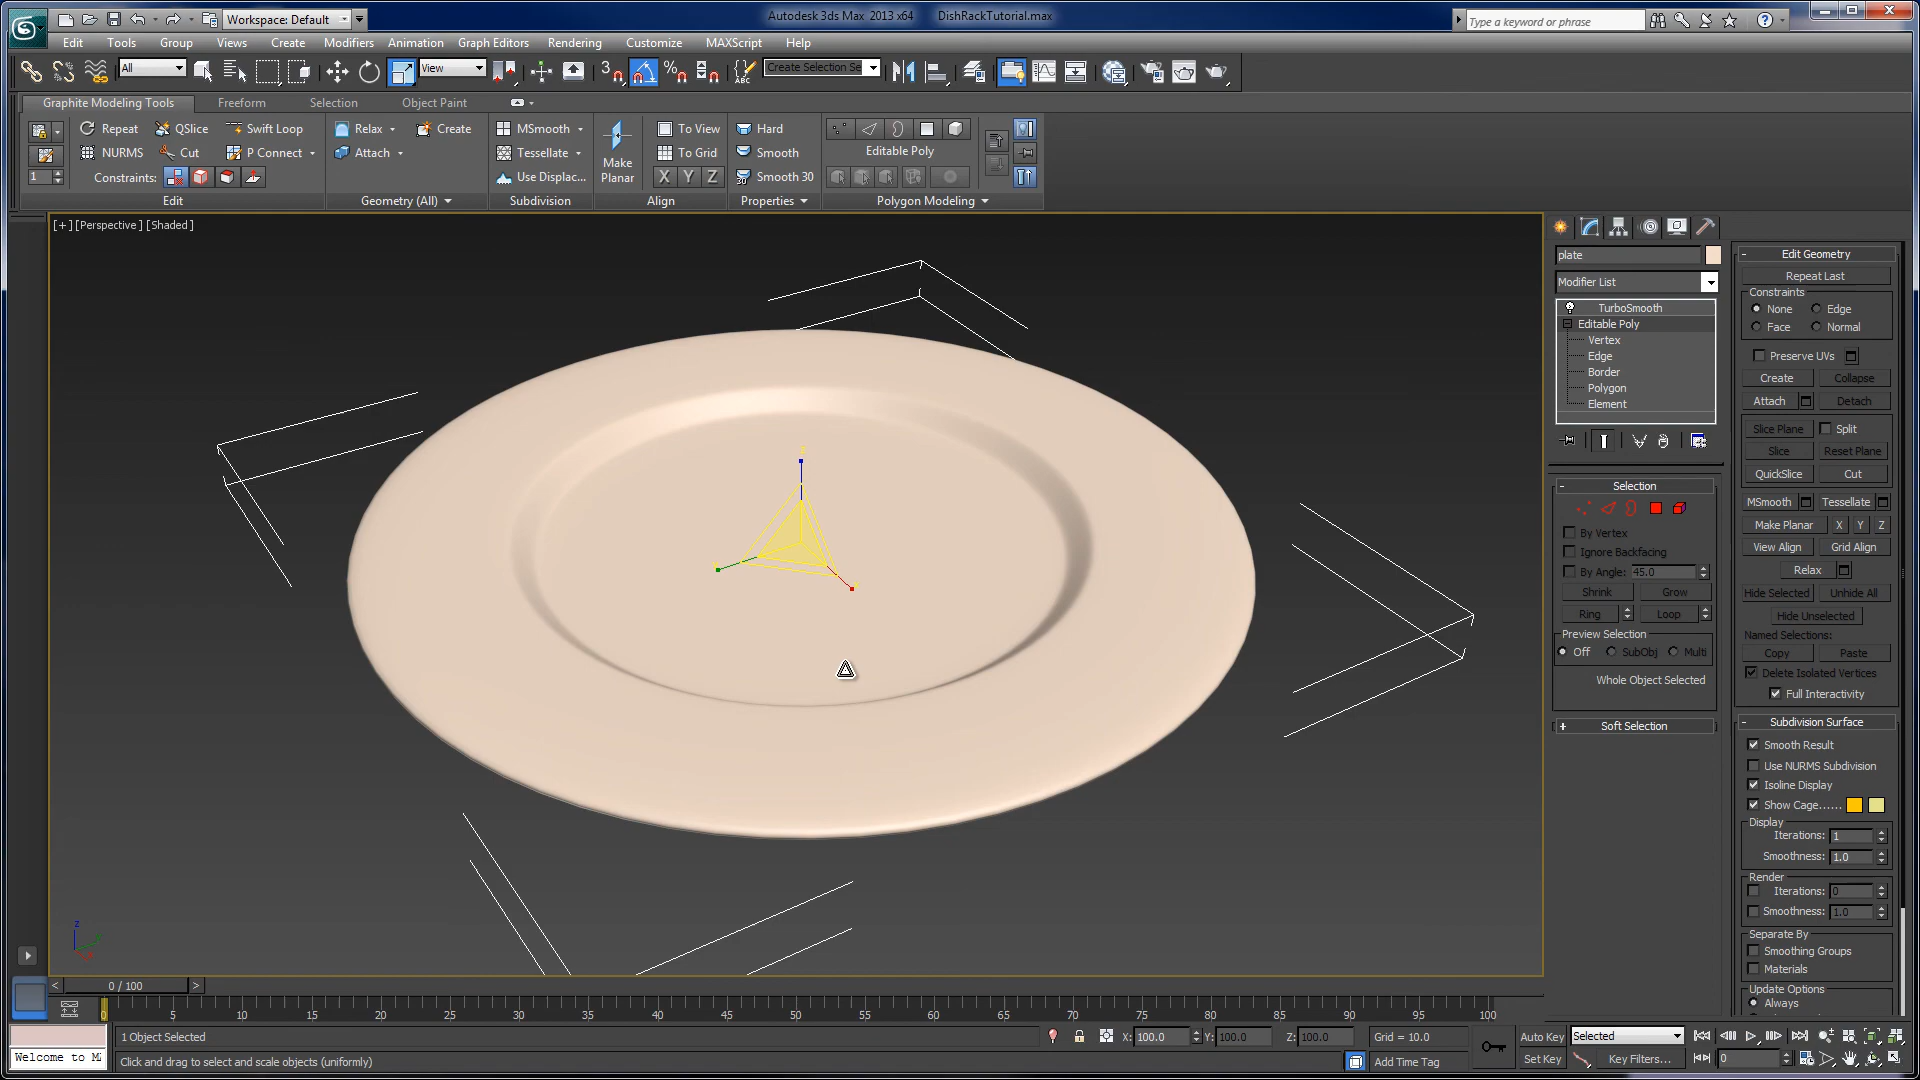 Workspace: Default
Autodesk 3ds Max 2013 x64 DishRackTutorial.max
Type a keyword or phrase
Edit Tools Group Views Create Modifiers Animation Graph Editors Rendering Customize MAXScript Help
All View Create Selection Se
Graphite Modeling Tools Freeform Selection Object Paint
Repeat QSlice Swift Loop Relax Create MSmooth To View Hard
NURMS Cut P Connect Attach Tessellate Make Planar To Grid Smooth Editable Poly
1 Constraints: Use Displac... X Y Z Smooth 30
Edit Geometry (All) Subdivision Align Properties Polygon Modeling
[+] [Perspective] [Shaded]
plate
Modifier List
TurboSmooth
Editable Poly
Vertex
Edge
Border
Polygon
Element
Selection
By Vertex
Ignore Backfacing
By Angle: 45.0
Shrink Grow
Ring Loop
Preview Selection
Off SubObj Multi
Whole Object Selected
+ Soft Selection
Edit Geometry
Repeat Last
Constraints
None Edge
Face Normal
Preserve UVs
Create Collapse
Attach Detach
Slice Plane Split
Slice Reset Plane
QuickSlice Cut
MSmooth Tessellate
Make Planar X Y Z
View Align Grid Align
Relax
Hide Selected Unhide All
Hide Unselected
Named Selections:
Copy Paste
Delete Isolated Vertices
Full Interactivity
Subdivision Surface
Smooth Result
Use NURMS Subdivision
Isoline Display
Show Cage......
Display
Iterations: 1
Smoothness: 1.0
Render
Iterations: 0
Smoothness: 1.0
Separate By
Smoothing Groups
Materials
Update Options
Always
z
< 0 / 100 >
0 5 10 15 20 25 30 35 40 45 50 55 60 65 70 75 80 85 90 95 100
1 Object Selected X: 100.0 Y: 100.0 Z: 100.0 Grid = 10.0 Auto Key Selected
Welcome to MA Click and drag to select and scale objects (uniformly) Add Time Tag Set Key Key Filters... 0